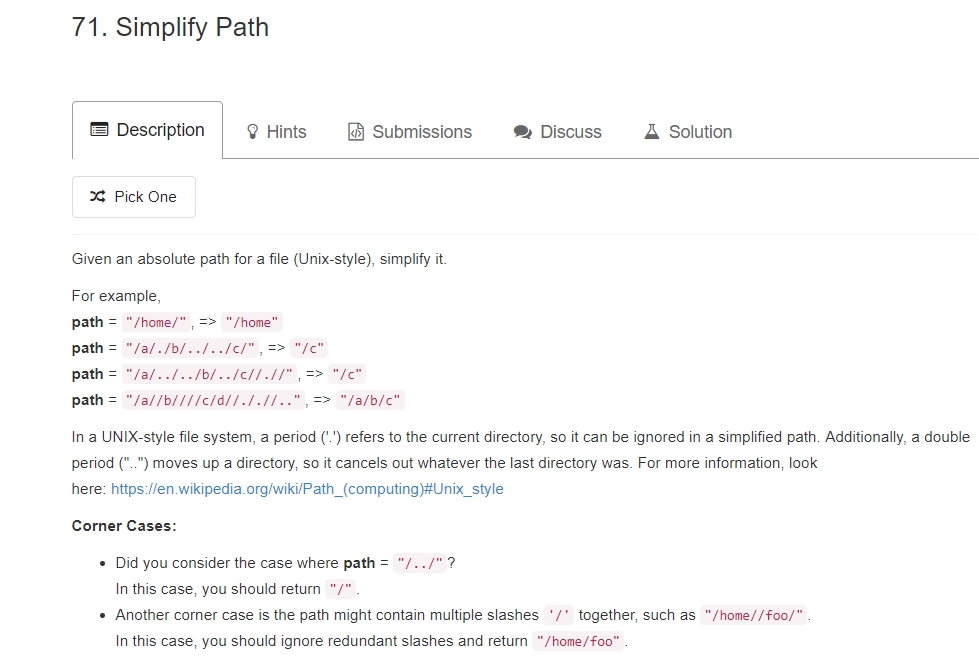 71. Simplify Path
Description Hints Submissions Discuss Solution
Pick One
Given an absolute path for a file (Unix-style), simplify it.
For example,
path = "/home/", => "/home"
path = "/a/./b/../../c/", => "/c"
path = "/a/../../b/../c//.//", => "/c"
path = "/a//b////c/d//././/..", => "/a/b/c"
In a UNIX-style file system, a period ('.') refers to the current directory, so it can be ignored in a simplified path. Additionally, a double
period ("..") moves up a directory, so it cancels out whatever the last directory was. For more information, look
here: https://en.wikipedia.org/wiki/Path_(computing)#Unix_style
Corner Cases:
• Did you consider the case where path = "/../"?
In this case, you should return "/".
• Another corner case is the path might contain multiple slashes '/' together, such as "/home//foo/".
In this case, you should ignore redundant slashes and return "/home/foo".